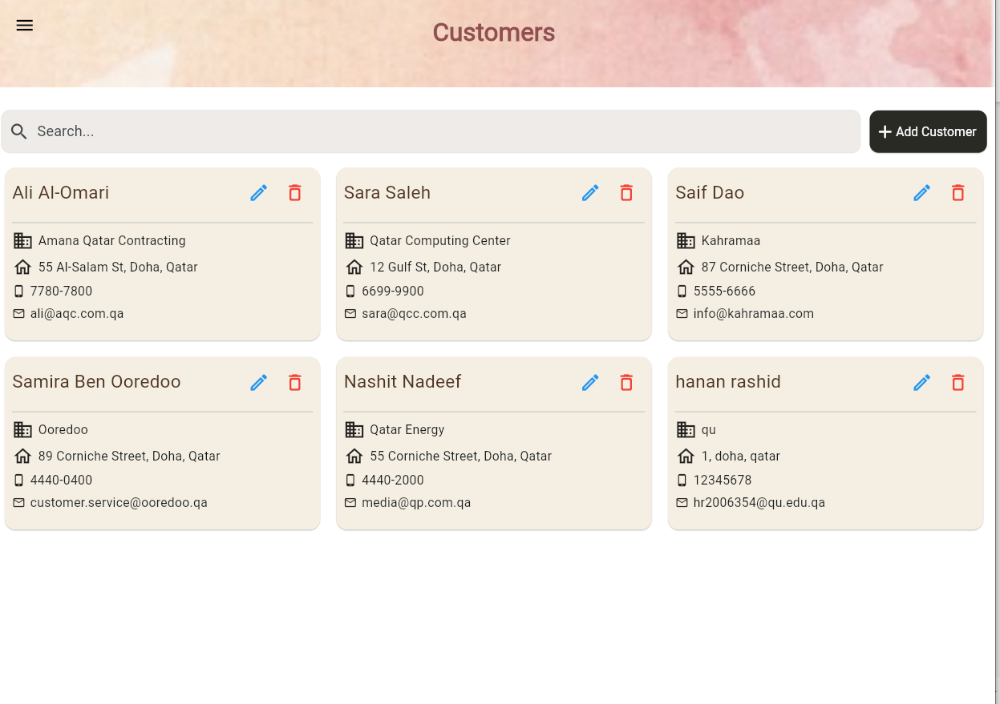 Customers
Search...
Add Customer
Ali Al-Omari
Amana Qatar Contracting
55 Al-Salam St, Doha, Qatar
7780-7800
ali@aqc.com.qa
Sara Saleh
Qatar Computing Center
12 Gulf St, Doha, Qatar
6699-9900
sara@qcc.com.qa
Saif Dao
Kahramaa
87 Corniche Street, Doha, Qatar
5555-6666
info@kahramaa.com
Samira Ben Ooredoo
Ooredoo
89 Corniche Street, Doha, Qatar
4440-0400
customer.service@ooredoo.qa
Nashit Nadeef
Qatar Energy
55 Corniche Street, Doha, Qatar
4440-2000
media@qp.com.qa
hanan rashid
qu
1, doha, qatar
12345678
hr2006354@qu.edu.qa